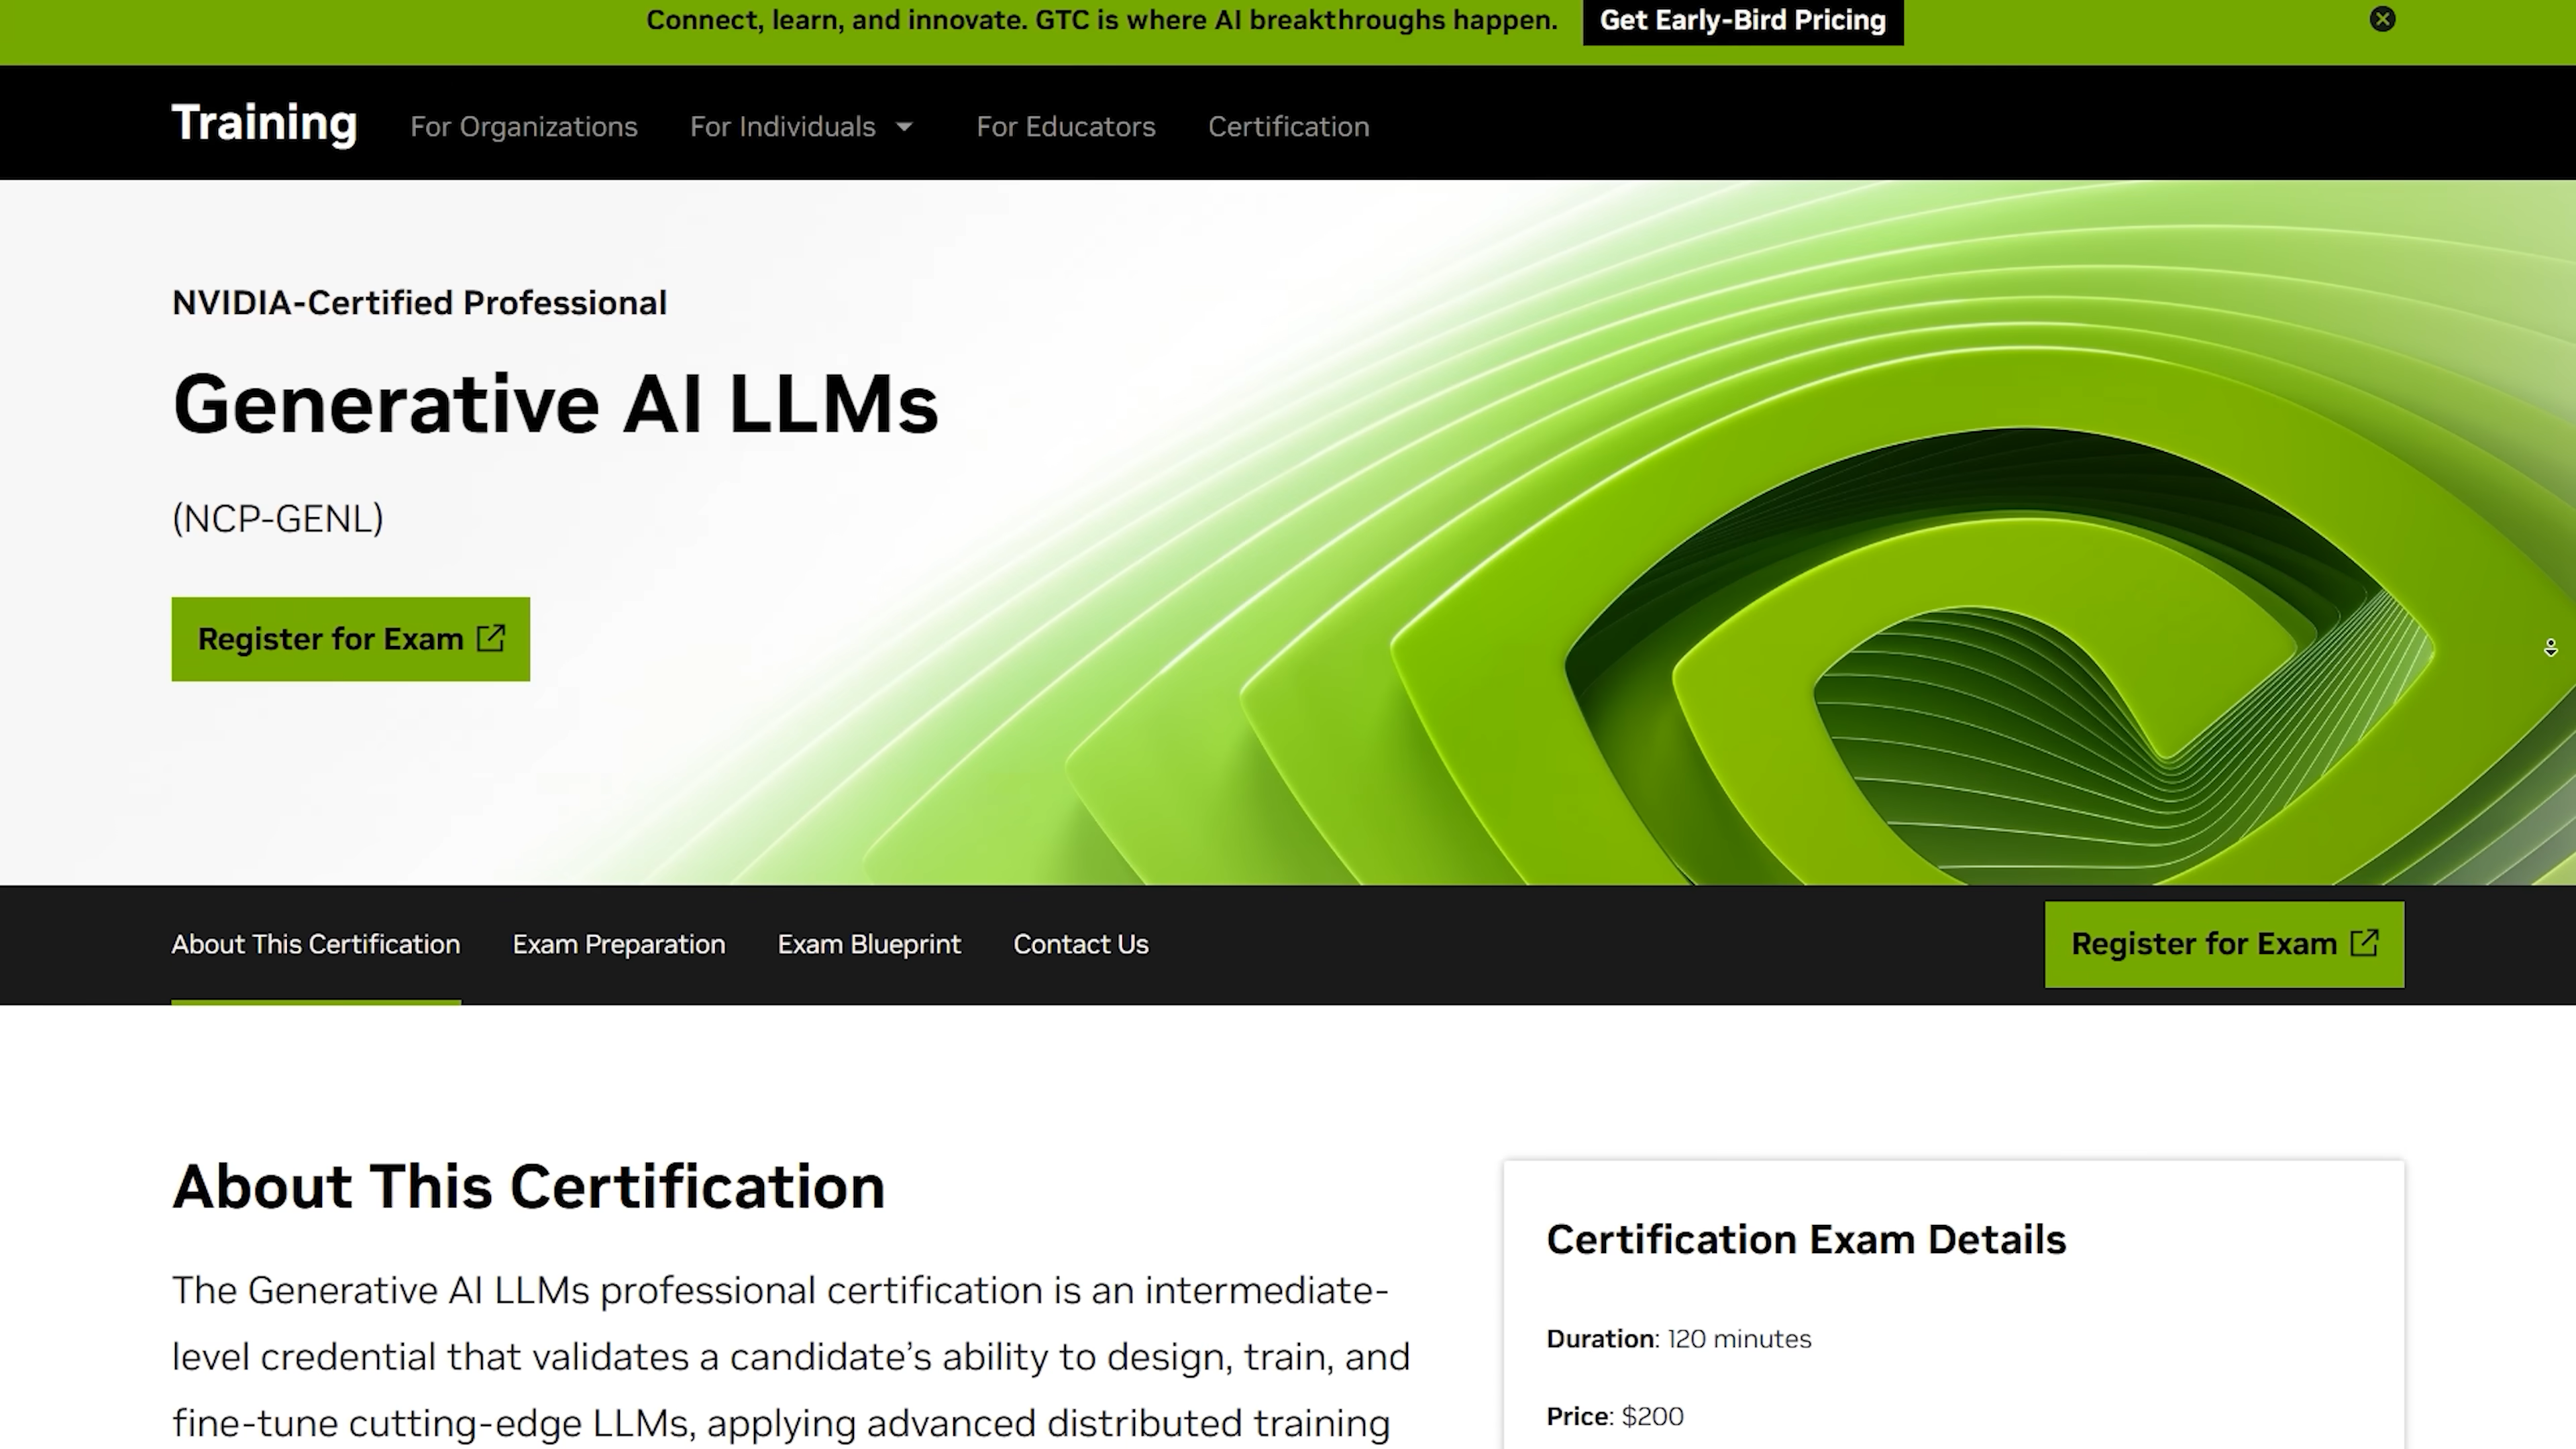 Connect, learn, and innovate. GTC is where AI breakthroughs happen. Get Early-Bird Pricing
Training For Organizations For Individuals For Educators Certification
NVIDIA-Certified Professional
Generative AI LLMs
(NCP-GENL)
Register for Exam
About This Certification Exam Preparation Exam Blueprint Contact Us Register for Exam
About This Certification
The Generative AI LLMs professional certification is an intermediate-
level credential that validates a candidate’s ability to design, train, and
fine-tune cutting-edge LLMs, applying advanced distributed training
Certification Exam Details
Duration: 120 minutes
Price: $200